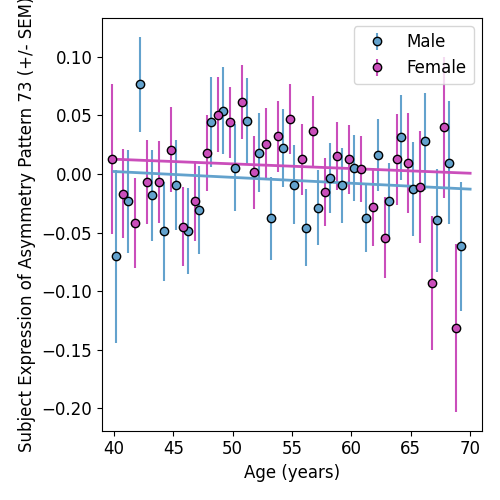 Subject Expression of Asymmetry Pattern 73 (+/- SEM)
0.10
0.05
0.00
−0.05
−0.10
−0.15
−0.20
Male
Female
40 45 50 55 60 65 70
Age (years)